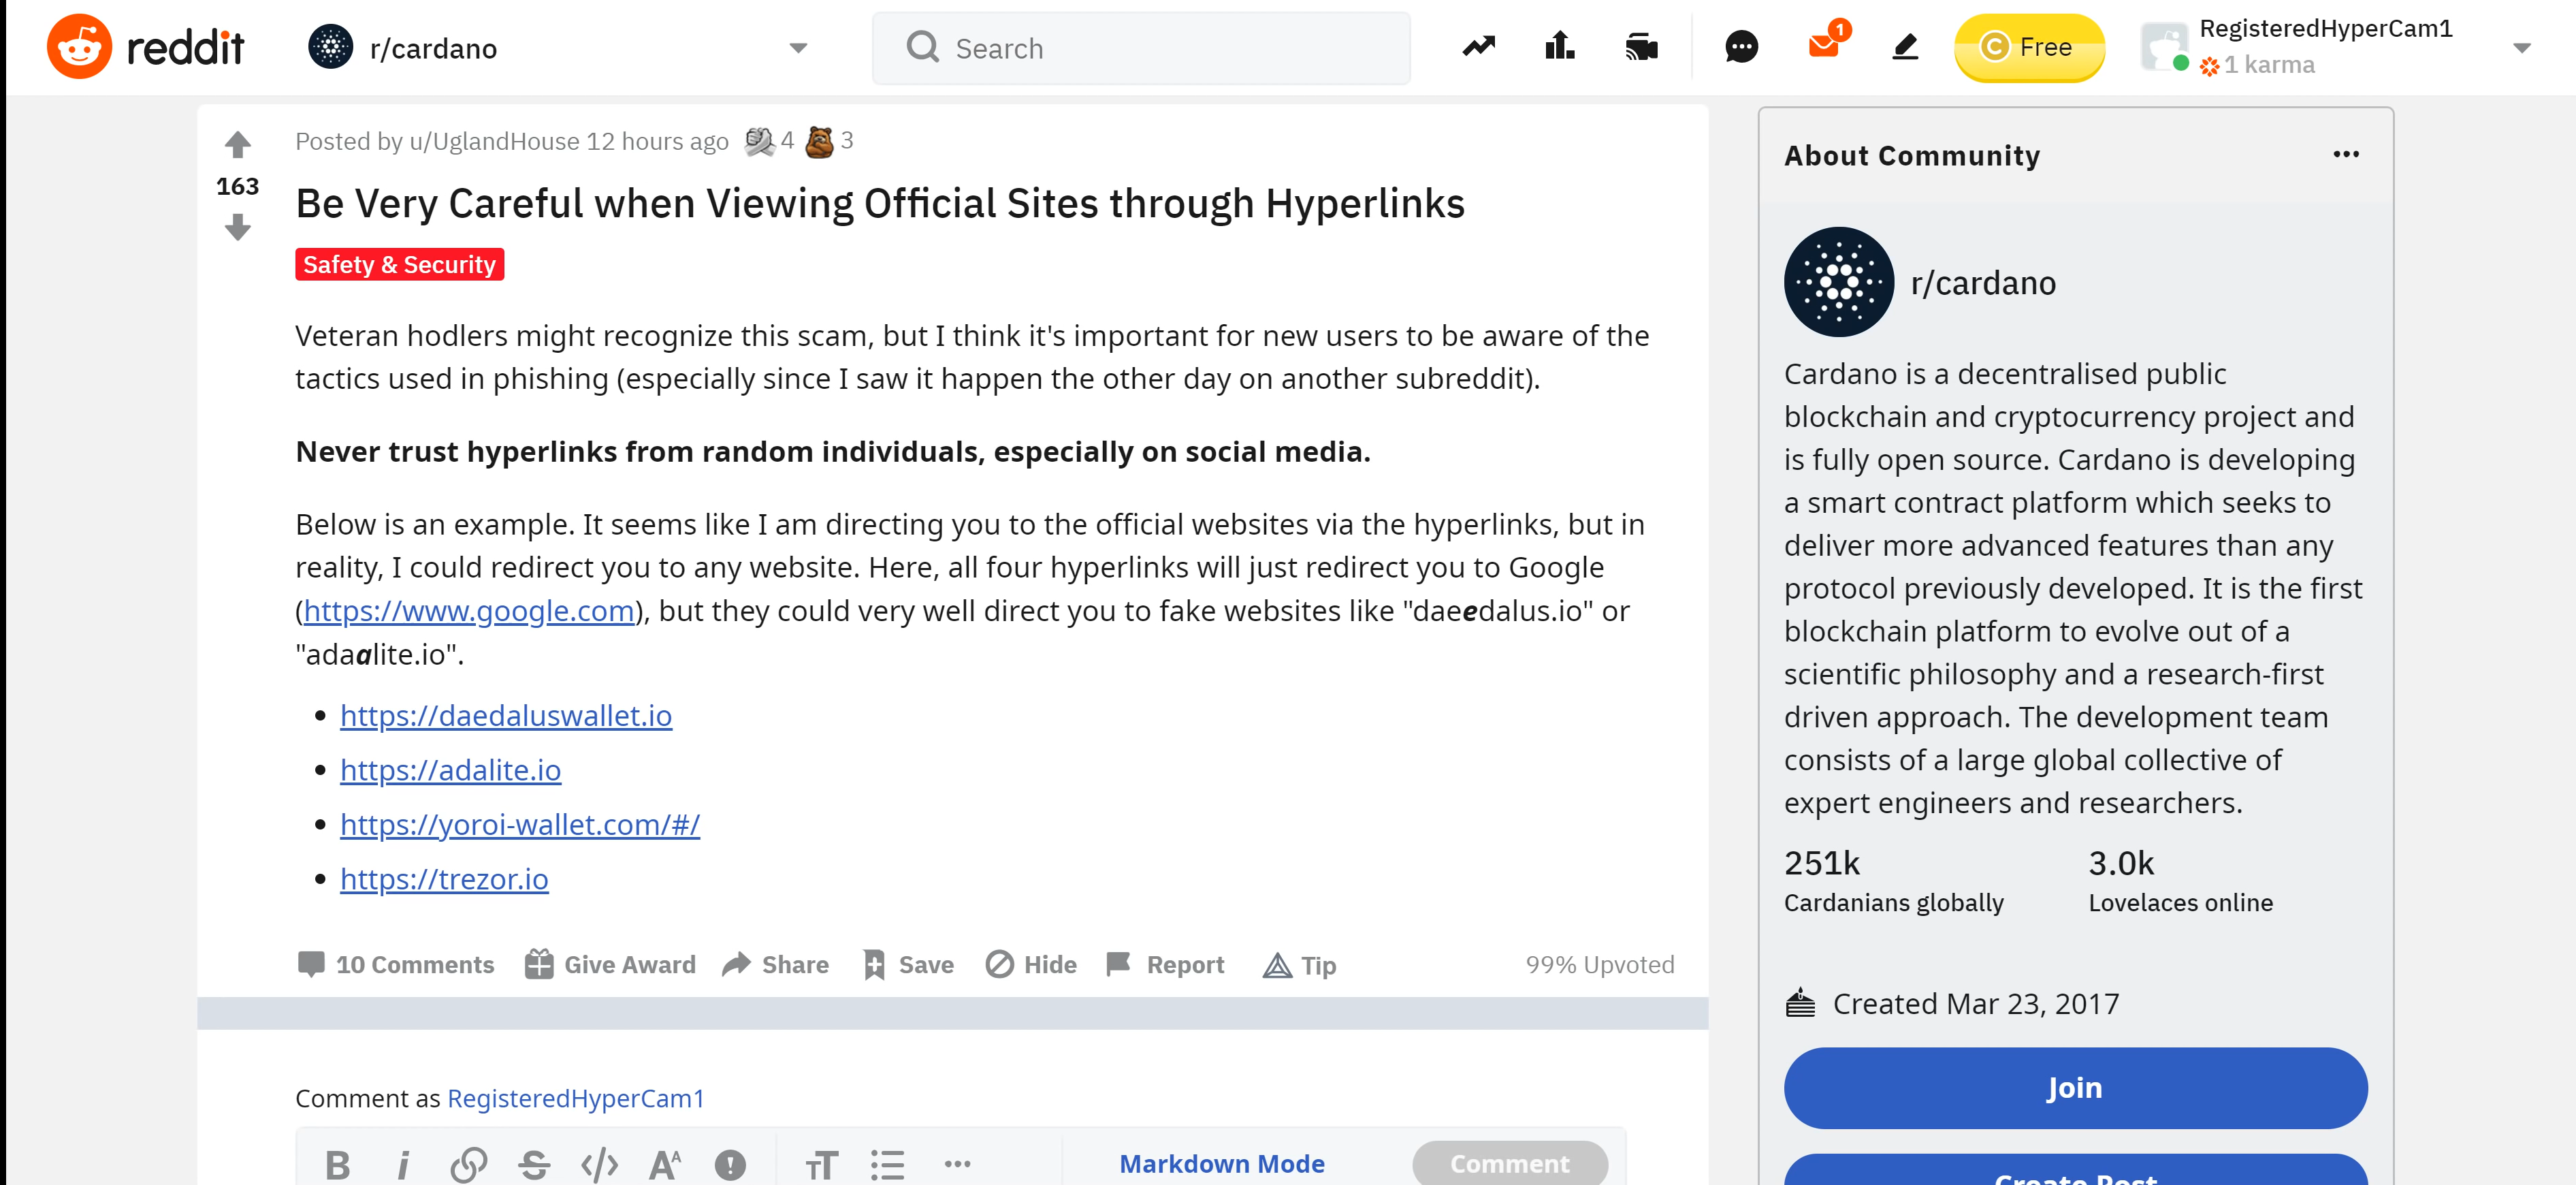 reddit
r/cardano
Search
1
Free
RegisteredHyperCam1
1 karma
163
Posted by u/UglandHouse 12 hours ago 4 3
Be Very Careful when Viewing Official Sites through Hyperlinks
Safety & Security
Veteran hodlers might recognize this scam, but I think it's important for new users to be aware of the
tactics used in phishing (especially since I saw it happen the other day on another subreddit).
Never trust hyperlinks from random individuals, especially on social media.
Below is an example. It seems like I am directing you to the official websites via the hyperlinks, but in
reality, I could redirect you to any website. Here, all four hyperlinks will just redirect you to Google
(https://www.google.com), but they could very well direct you to fake websites like "daeedalus.io" or
"adaalite.io".
• https://daedaluswallet.io
• https://adalite.io
• https://yoroi-wallet.com/#/
• https://trezor.io
10 Comments Give Award Share Save Hide Report Tip 99% Upvoted
Comment as RegisteredHyperCam1
Markdown Mode Comment
About Community
r/cardano
Cardano is a decentralised public
blockchain and cryptocurrency project and
is fully open source. Cardano is developing
a smart contract platform which seeks to
deliver more advanced features than any
protocol previously developed. It is the first
blockchain platform to evolve out of a
scientific philosophy and a research-first
driven approach. The development team
consists of a large global collective of
expert engineers and researchers.
251k 3.0k
Cardanians globally Lovelaces online
Created Mar 23, 2017
Join
Create Post